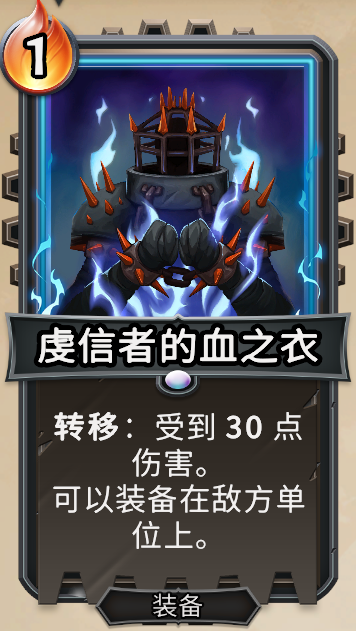 1
虔信者的血之衣
转移：受到 30 点
伤害。
可以装备在敌方单
位上。
装备